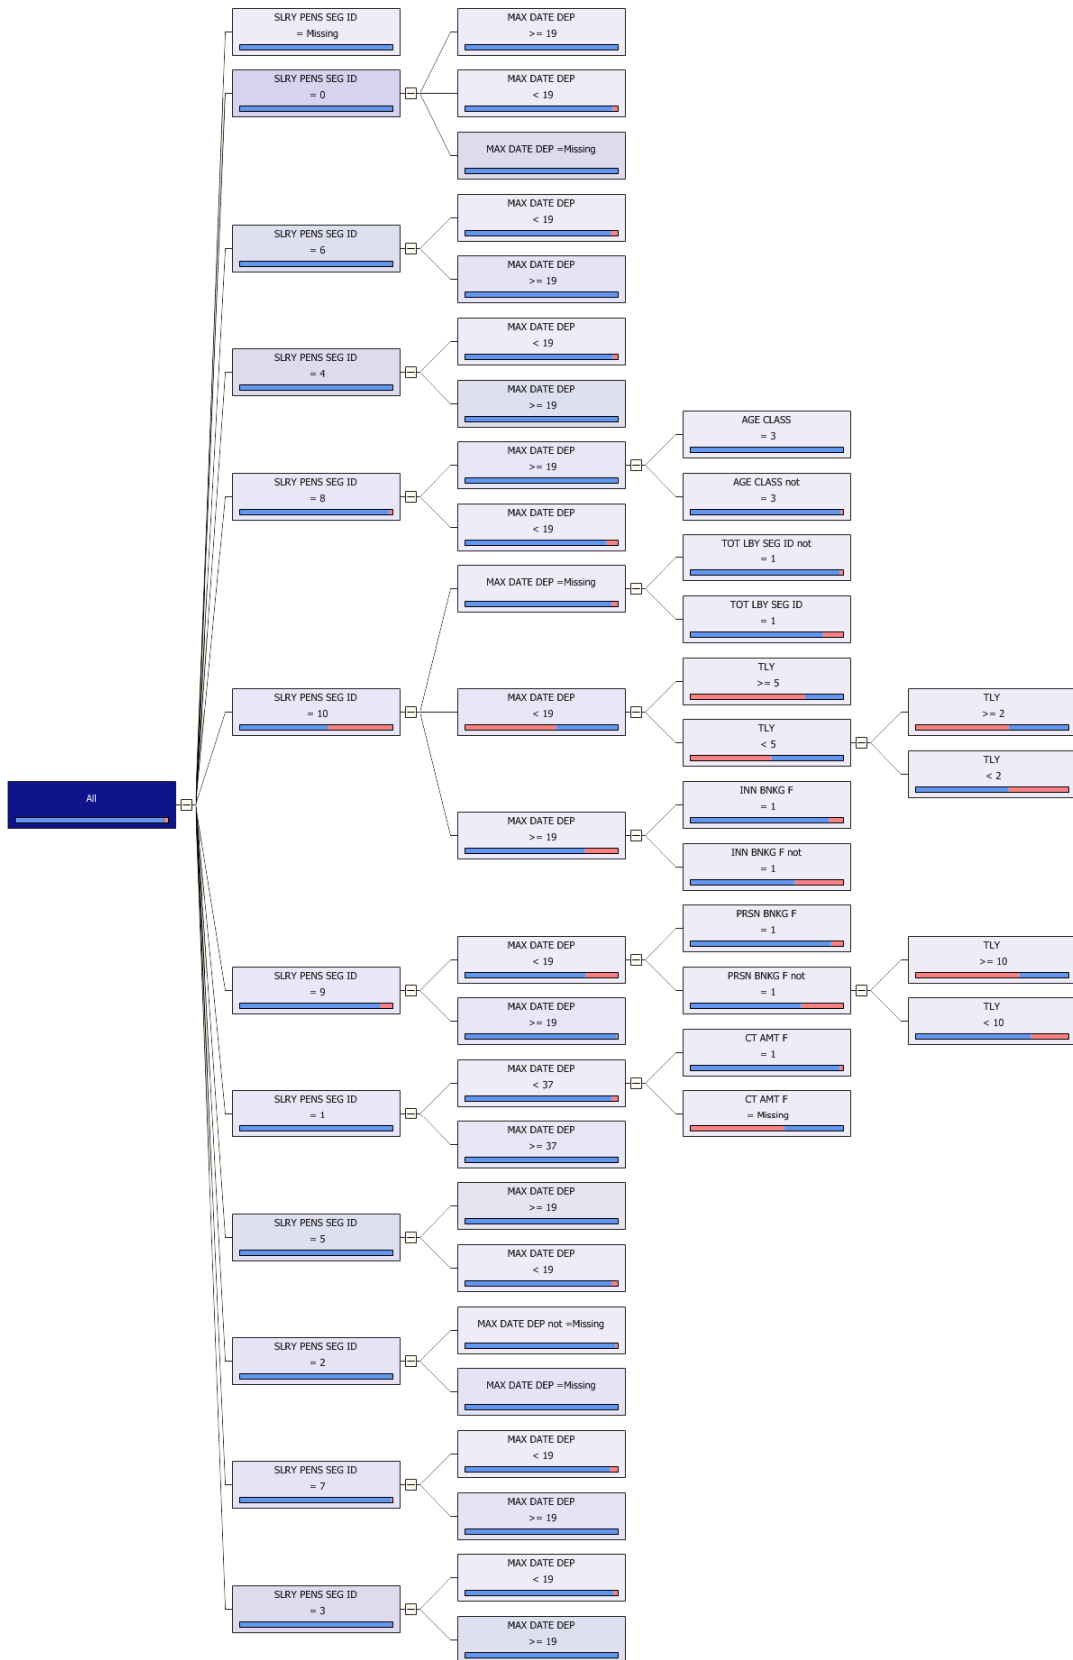 SLRY PENS SEG ID
= Missing
MAX DATE DEP
>= 19
SLRY PENS SEG ID
= 0
MAX DATE DEP
< 19
MAX DATE DEP =Missing
MAX DATE DEP
< 19
SLRY PENS SEG ID
= 6
MAX DATE DEP
>= 19
MAX DATE DEP
< 19
SLRY PENS SEG ID
= 4
MAX DATE DEP
>= 19
AGE CLASS
= 3
MAX DATE DEP
>= 19
SLRY PENS SEG ID
= 8
AGE CLASS not
= 3
MAX DATE DEP
< 19
TOT LBY SEG ID not
= 1
MAX DATE DEP =Missing
TOT LBY SEG ID
= 1
TLY
>= 5
SLRY PENS SEG ID
= 10
MAX DATE DEP
< 19
TLY
>= 2
TLY
< 5
TLY
< 2
All
INN BNKG F
= 1
MAX DATE DEP
>= 19
INN BNKG F not
= 1
PRSN BNKG F
= 1
MAX DATE DEP
< 19
TLY
>= 10
SLRY PENS SEG ID
= 9
PRSN BNKG F not
= 1
MAX DATE DEP
>= 19
TLY
< 10
CT AMT F
= 1
MAX DATE DEP
< 37
SLRY PENS SEG ID
= 1
CT AMT F
= Missing
MAX DATE DEP
>= 37
MAX DATE DEP
>= 19
SLRY PENS SEG ID
= 5
MAX DATE DEP
< 19
MAX DATE DEP not =Missing
SLRY PENS SEG ID
= 2
MAX DATE DEP =Missing
MAX DATE DEP
< 19
SLRY PENS SEG ID
= 7
MAX DATE DEP
>= 19
MAX DATE DEP
< 19
SLRY PENS SEG ID
= 3
MAX DATE DEP
>= 19